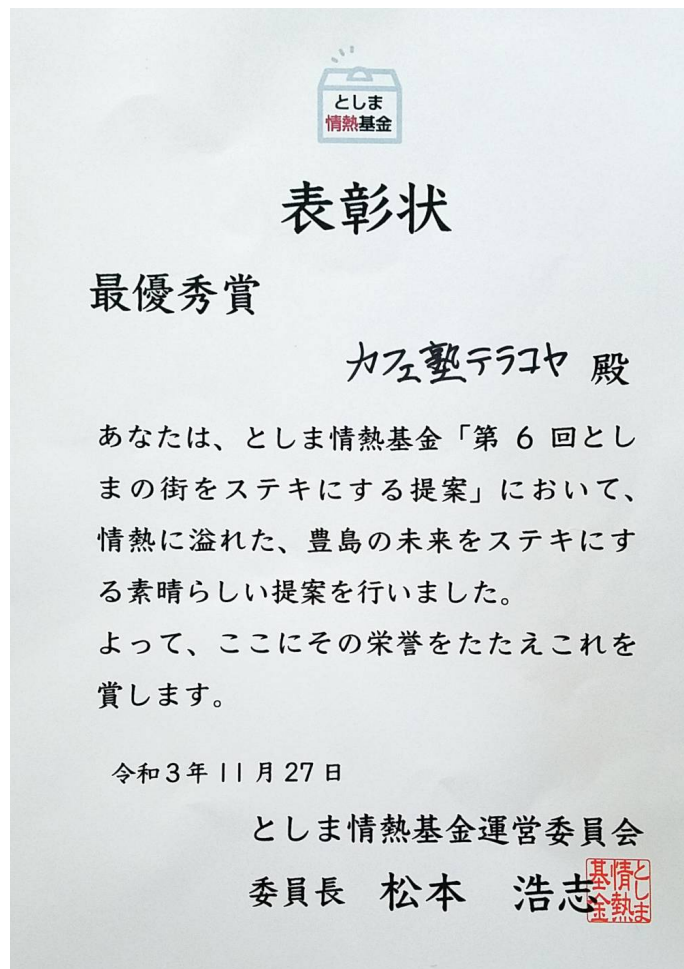 としま
情熱基金
表彰状
最優秀賞
カフェ塾テラコヤ 殿
あなたは、としま情熱基金「第 6 回とし
まの街をステキにする提案」において、
情熱に溢れた、豊島の未来をステキにす
る素晴らしい提案を行いました。
よって、ここにその栄誉をたたえこれを
賞します。
令和3年11月27日
としま情熱基金運営委員会
委員長 松本 浩志
としま
情熱
基金